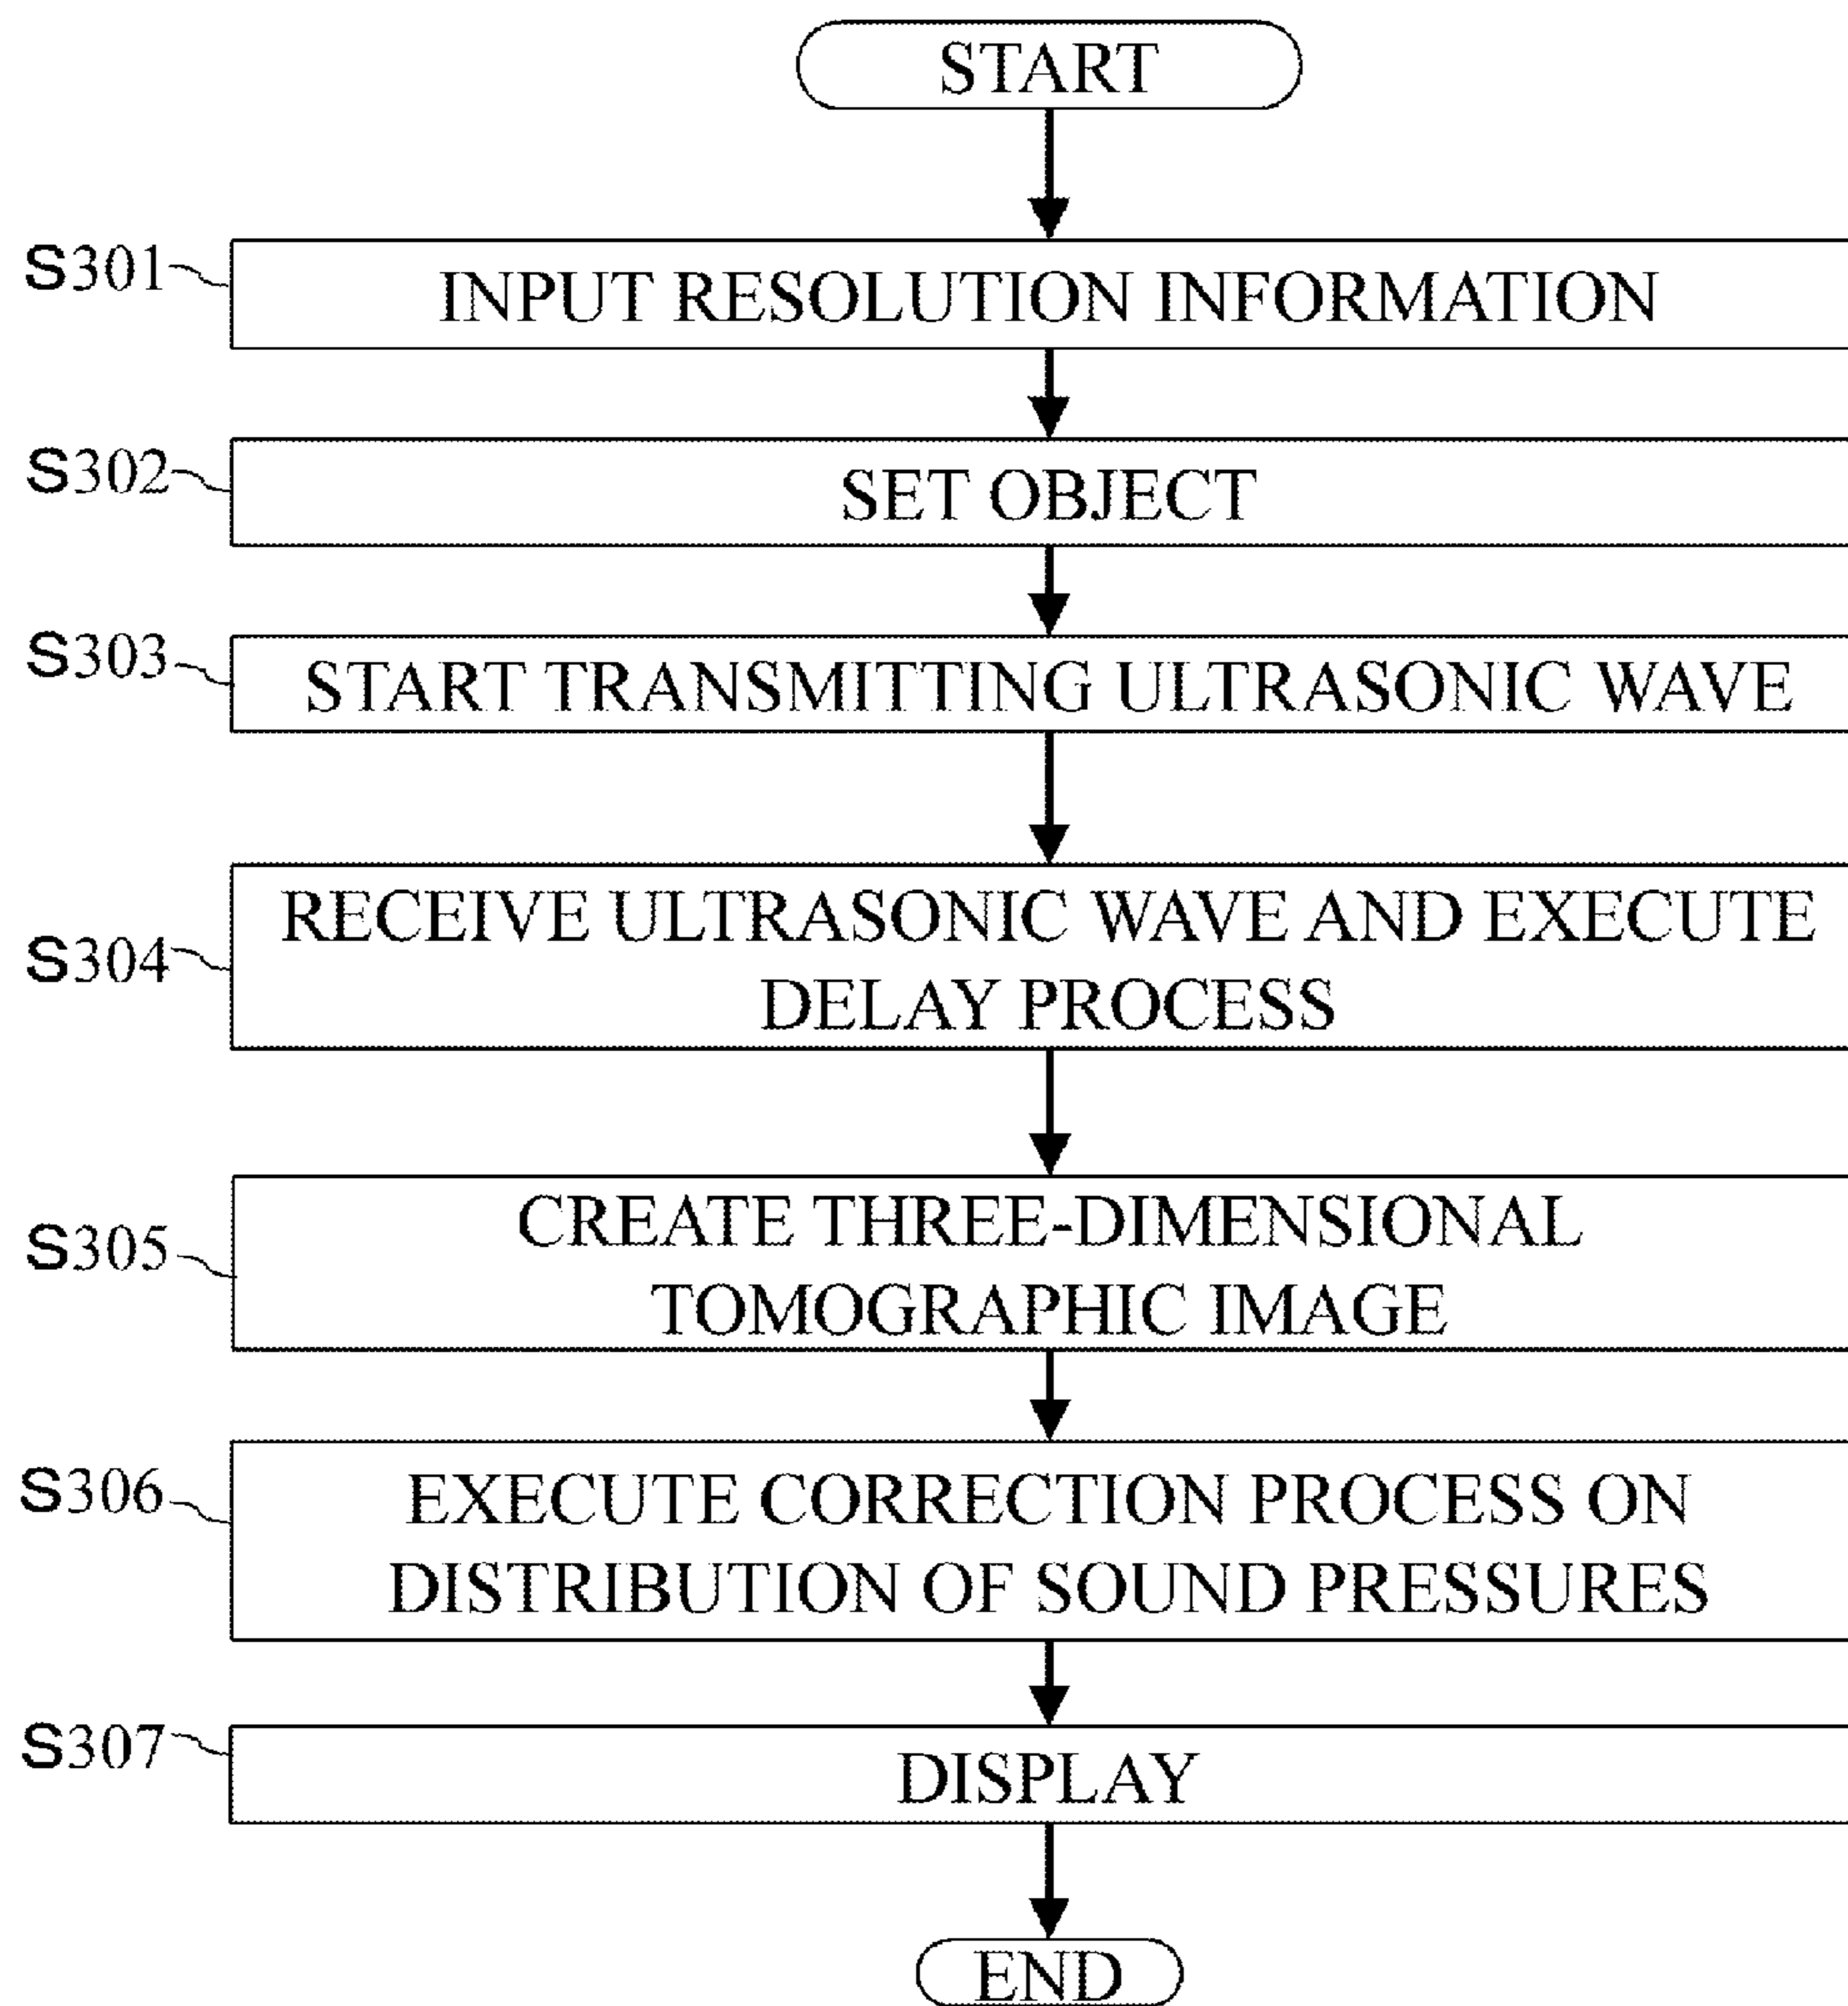 START
S301
INPUT RESOLUTION INFORMATION
S302
SET OBJECT
S303
START TRANSMITTING ULTRASONIC WAVE
S304
RECEIVE ULTRASONIC WAVE AND EXECUTE
DELAY PROCESS
S305
CREATE THREE-DIMENSIONAL
TOMOGRAPHIC IMAGE
S306
EXECUTE CORRECTION PROCESS ON
DISTRIBUTION OF SOUND PRESSURES
S307
DISPLAY
END